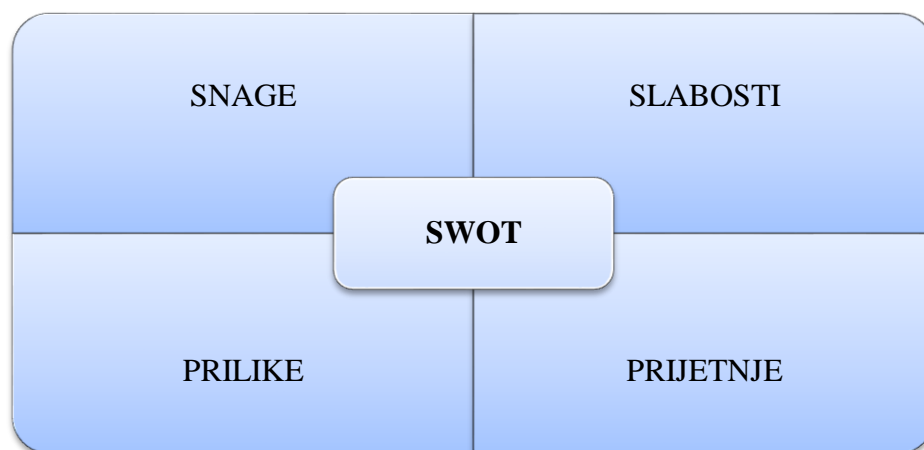 SNAGE
SLABOSTI
SWOT
PRILIKE
PRIJETNJE